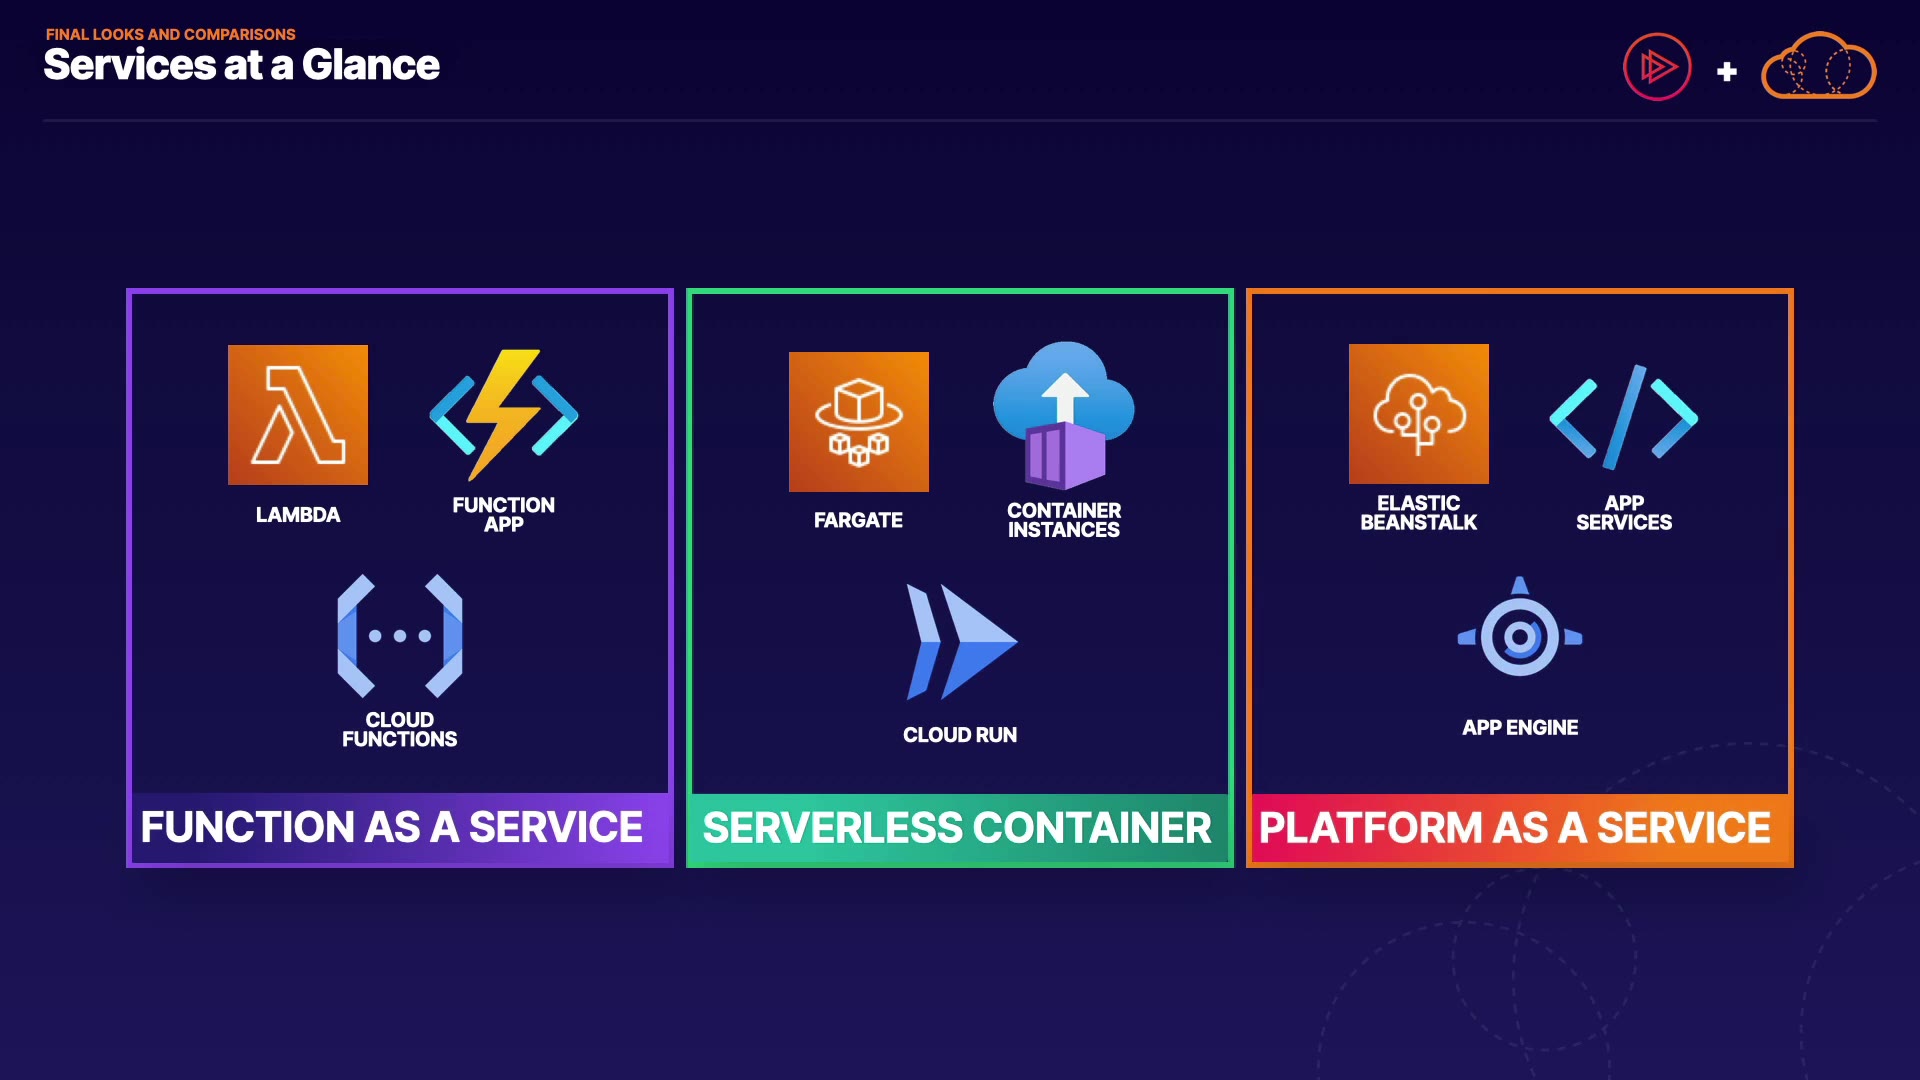 FINAL LOOKS AND COMPARISONS
Services at a Glance
LAMBDA
FUNCTION
APP
CLOUD
FUNCTIONS
FUNCTION AS A SERVICE
FARGATE
CONTAINER
INSTANCES
CLOUD RUN
SERVERLESS CONTAINER
ELASTIC
BEANSTALK
APP
SERVICES
APP ENGINE
PLATFORM AS A SERVICE